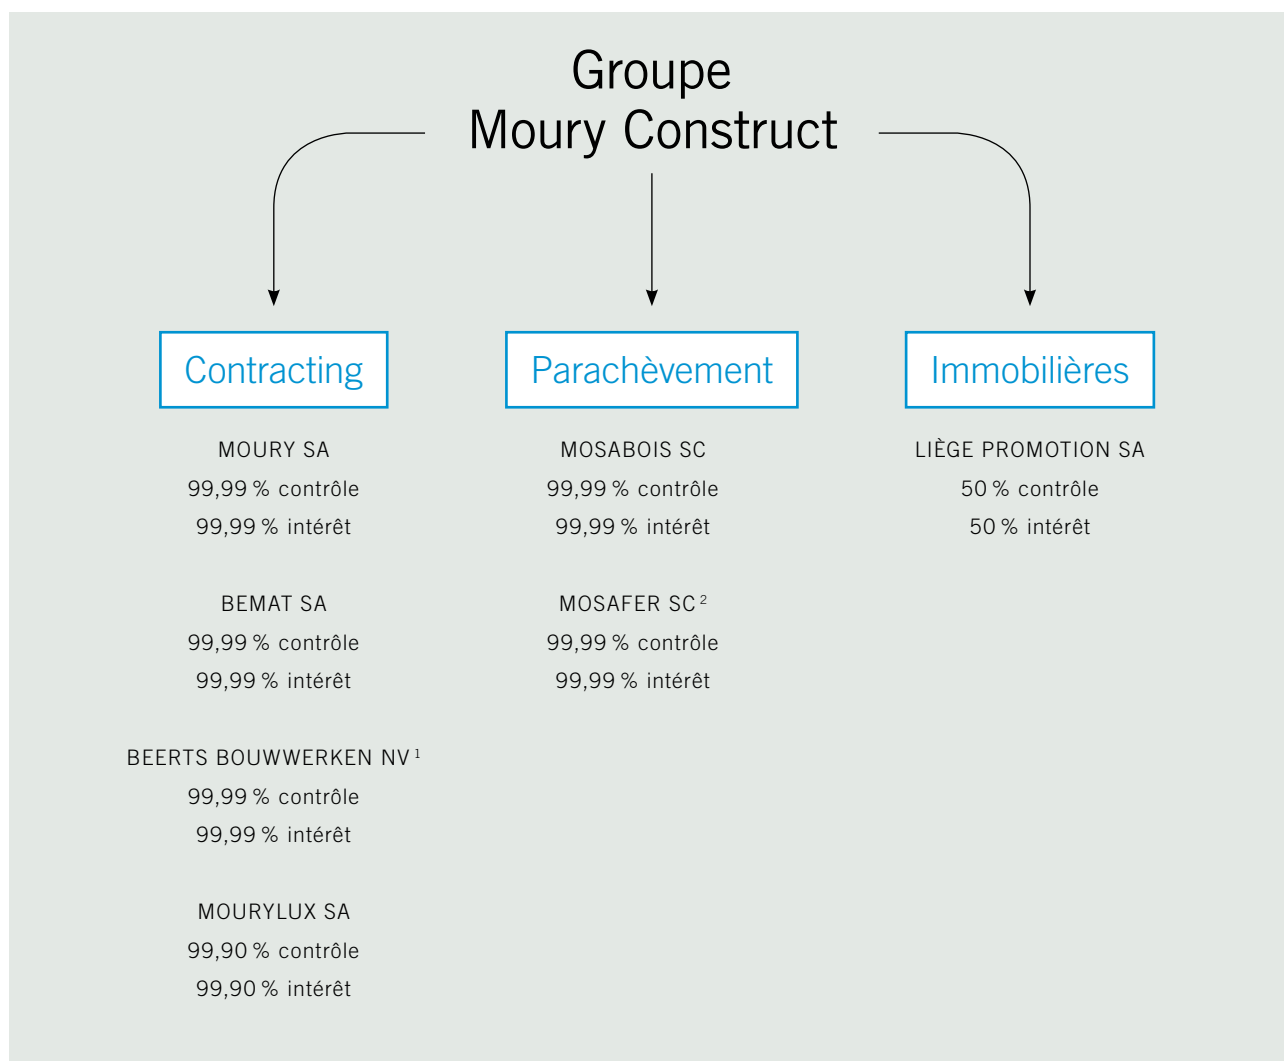 Groupe
Moury Construct
Contracting
MOURY SA
99,99 % contrôle
99,99 % intérêt
BEMAT SA
99,99 % contrôle
99,99 % intérêt
BEERTS BOUWWERKEN NV 1
99,99 % contrôle
99,99 % intérêt
MOURYLUX SA
99,90 % contrôle
99,90 % intérêt
Parachèvement
MOSABOIS SC
99,99 % contrôle
99,99 % intérêt
MOSAFER SC 2
99,99 % contrôle
99,99 % intérêt
Immobilières
LIÈGE PROMOTION SA
50 % contrôle
50 % intérêt